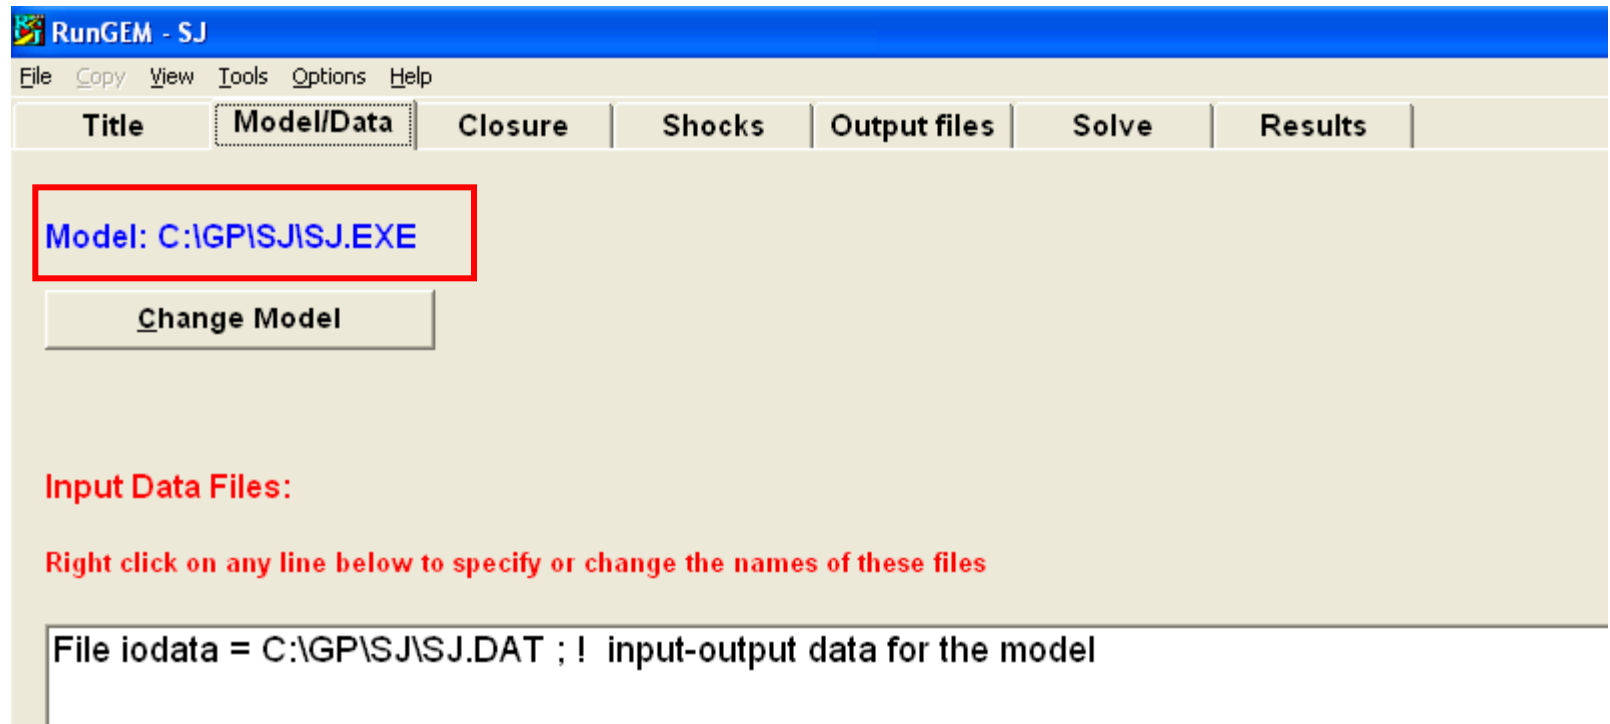 RunGEM - SJ
File Copy View Tools Options Help
Title Model/Data Closure Shocks Output files Solve Results
Model: C:\GP\SJ\SJ.EXE
Change Model
Input Data Files:
Right click on any line below to specify or change the names of these files
File iodata = C:\GP\SJ\SJ.DAT ; ! input-output data for the model